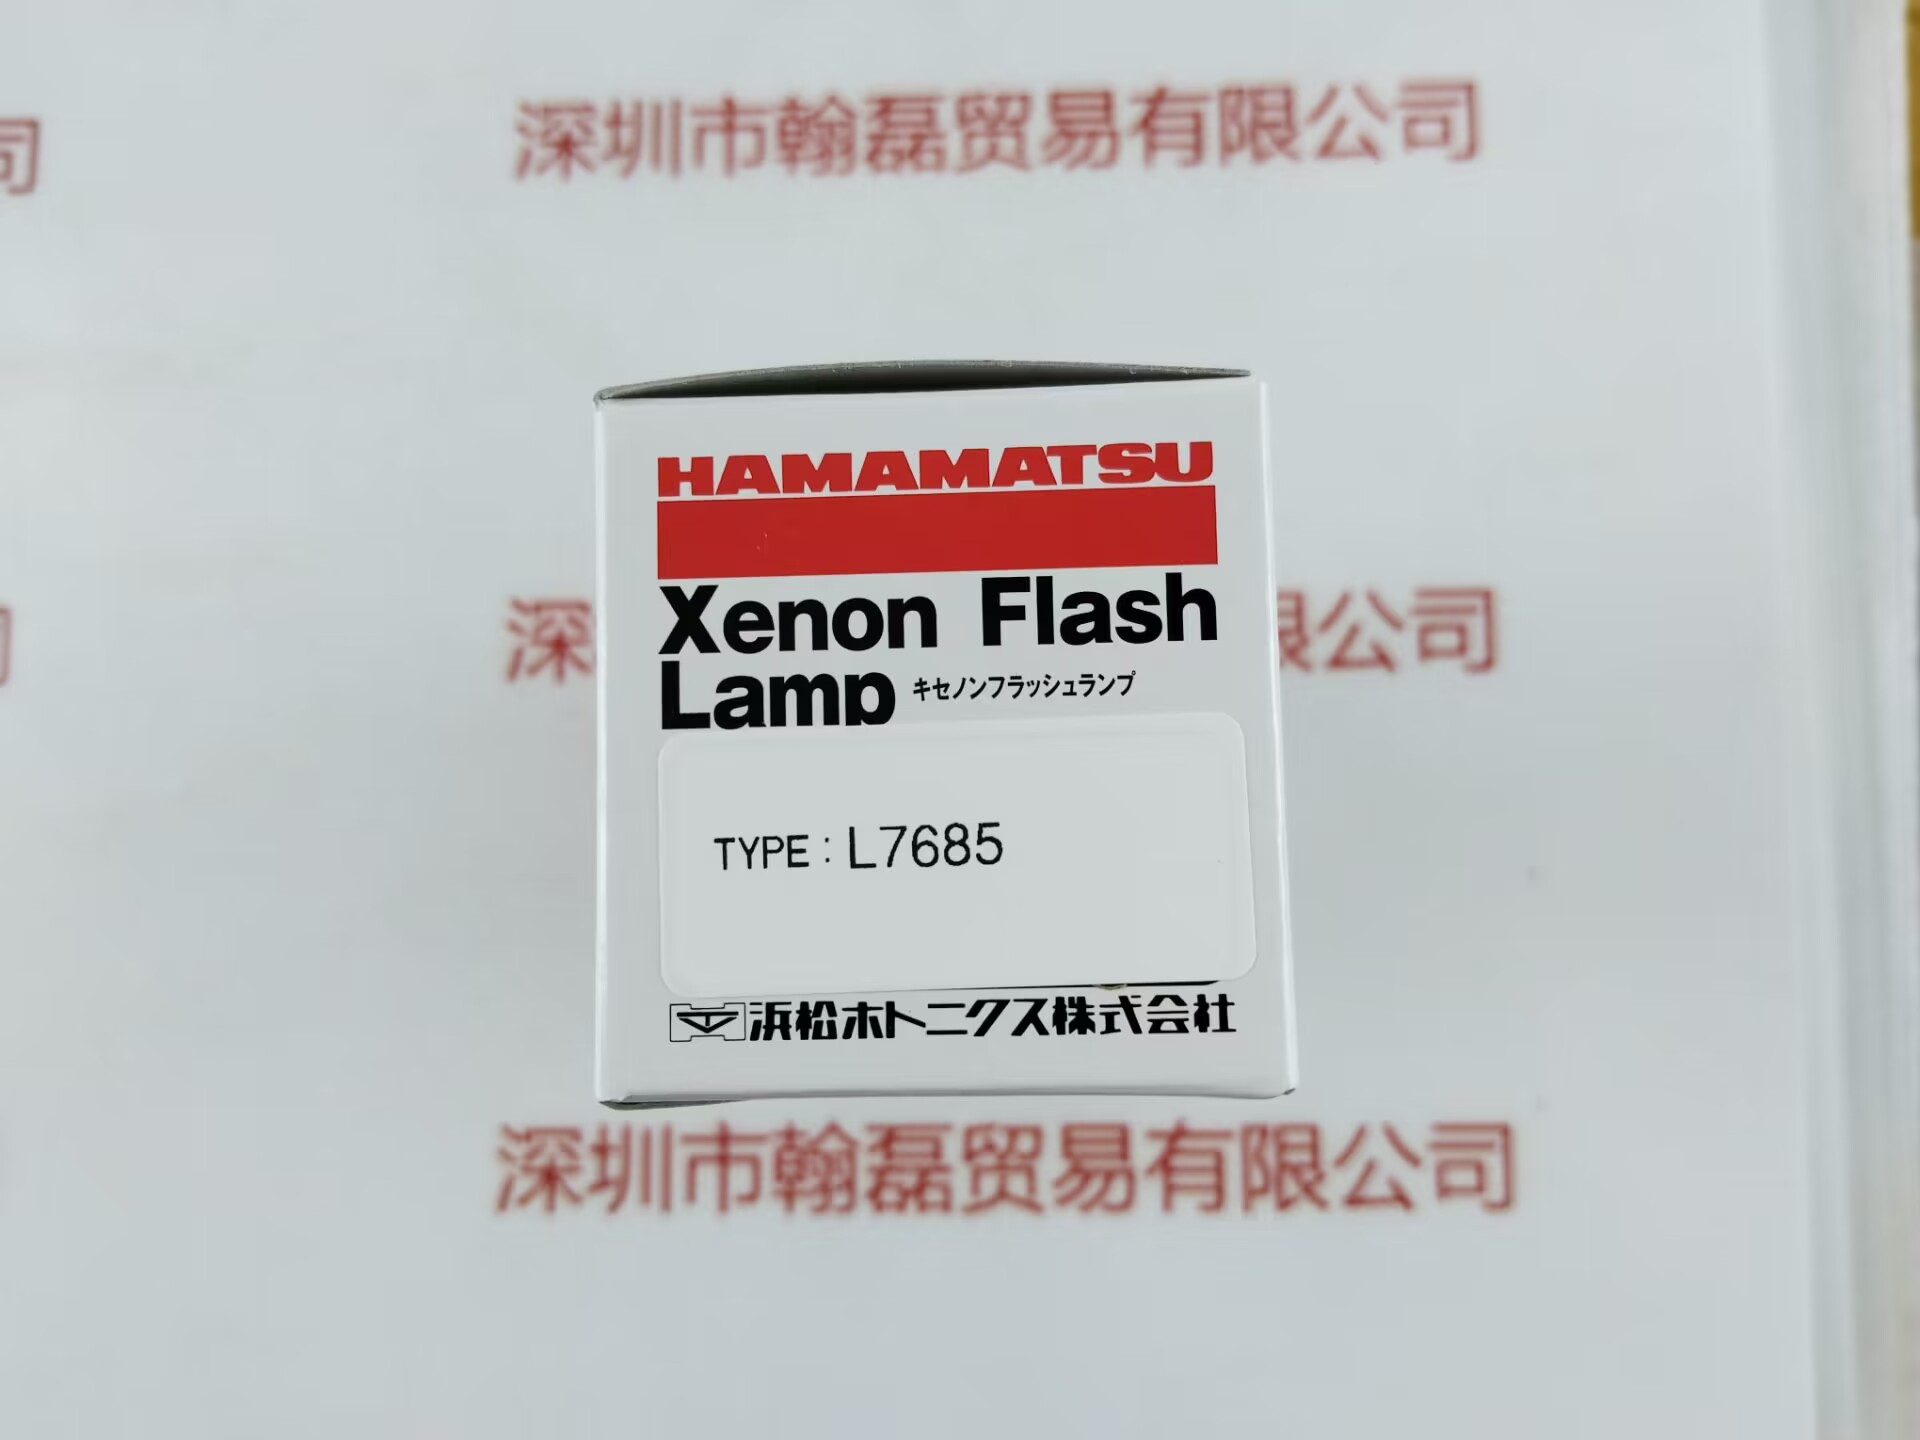 司
深圳市翰磊贸易有限公司
HAMAMATSU
Xenon Flash
Lamp キセノンフラッシュランプ
TYPE : L7685
浜松ホトニクス株式会社
司
深
限公司
深圳市翰磊贸易有限公司